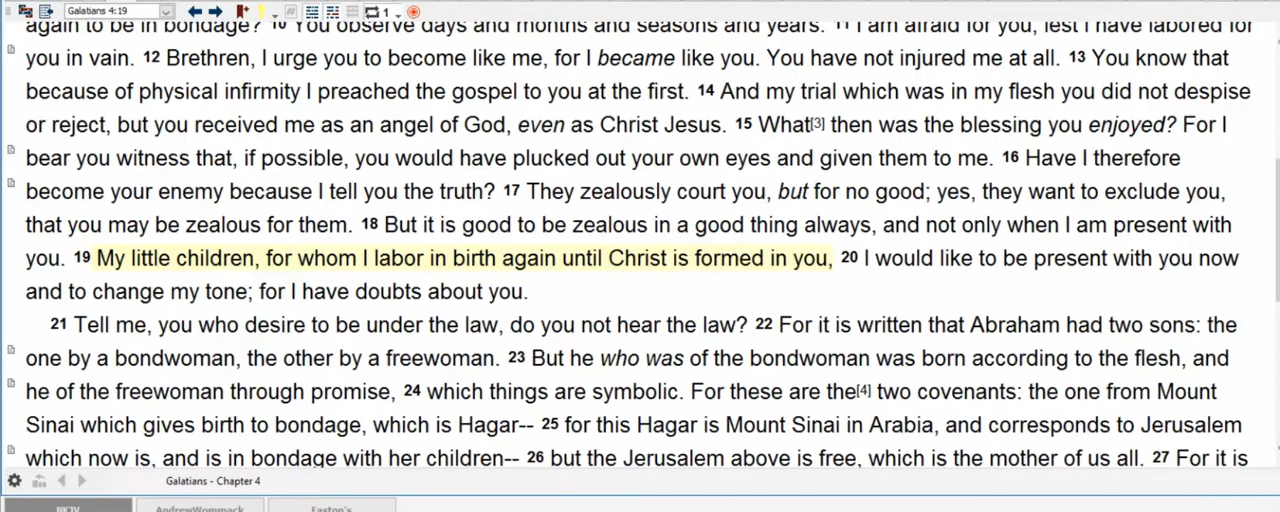 Galatians 4:19
1
again to be in bondage? 10 You observe days and months and seasons and years. 11 I am afraid for you, lest I have labored for
you in vain. 12 Brethren, I urge you to become like me, for I became like you. You have not injured me at all. 13 You know that
because of physical infirmity I preached the gospel to you at the first. 14 And my trial which was in my flesh you did not despise
or reject, but you received me as an angel of God, even as Christ Jesus. 15 What[3] then was the blessing you enjoyed? For I
bear you witness that, if possible, you would have plucked out your own eyes and given them to me. 16 Have I therefore
become your enemy because I tell you the truth? 17 They zealously court you, but for no good; yes, they want to exclude you,
that you may be zealous for them. 18 But it is good to be zealous in a good thing always, and not only when I am present with
you. 19 My little children, for whom I labor in birth again until Christ is formed in you, 20 I would like to be present with you now
and to change my tone; for I have doubts about you.
21 Tell me, you who desire to be under the law, do you not hear the law? 22 For it is written that Abraham had two sons: the
one by a bondwoman, the other by a freewoman. 23 But he who was of the bondwoman was born according to the flesh, and
he of the freewoman through promise, 24 which things are symbolic. For these are the[4] two covenants: the one from Mount
Sinai which gives birth to bondage, which is Hagar-- 25 for this Hagar is Mount Sinai in Arabia, and corresponds to Jerusalem
which now is, and is in bondage with her children-- 26 but the Jerusalem above is free, which is the mother of us all. 27 For it is
Galatians - Chapter 4
NKJV AndrewWommack Easton's